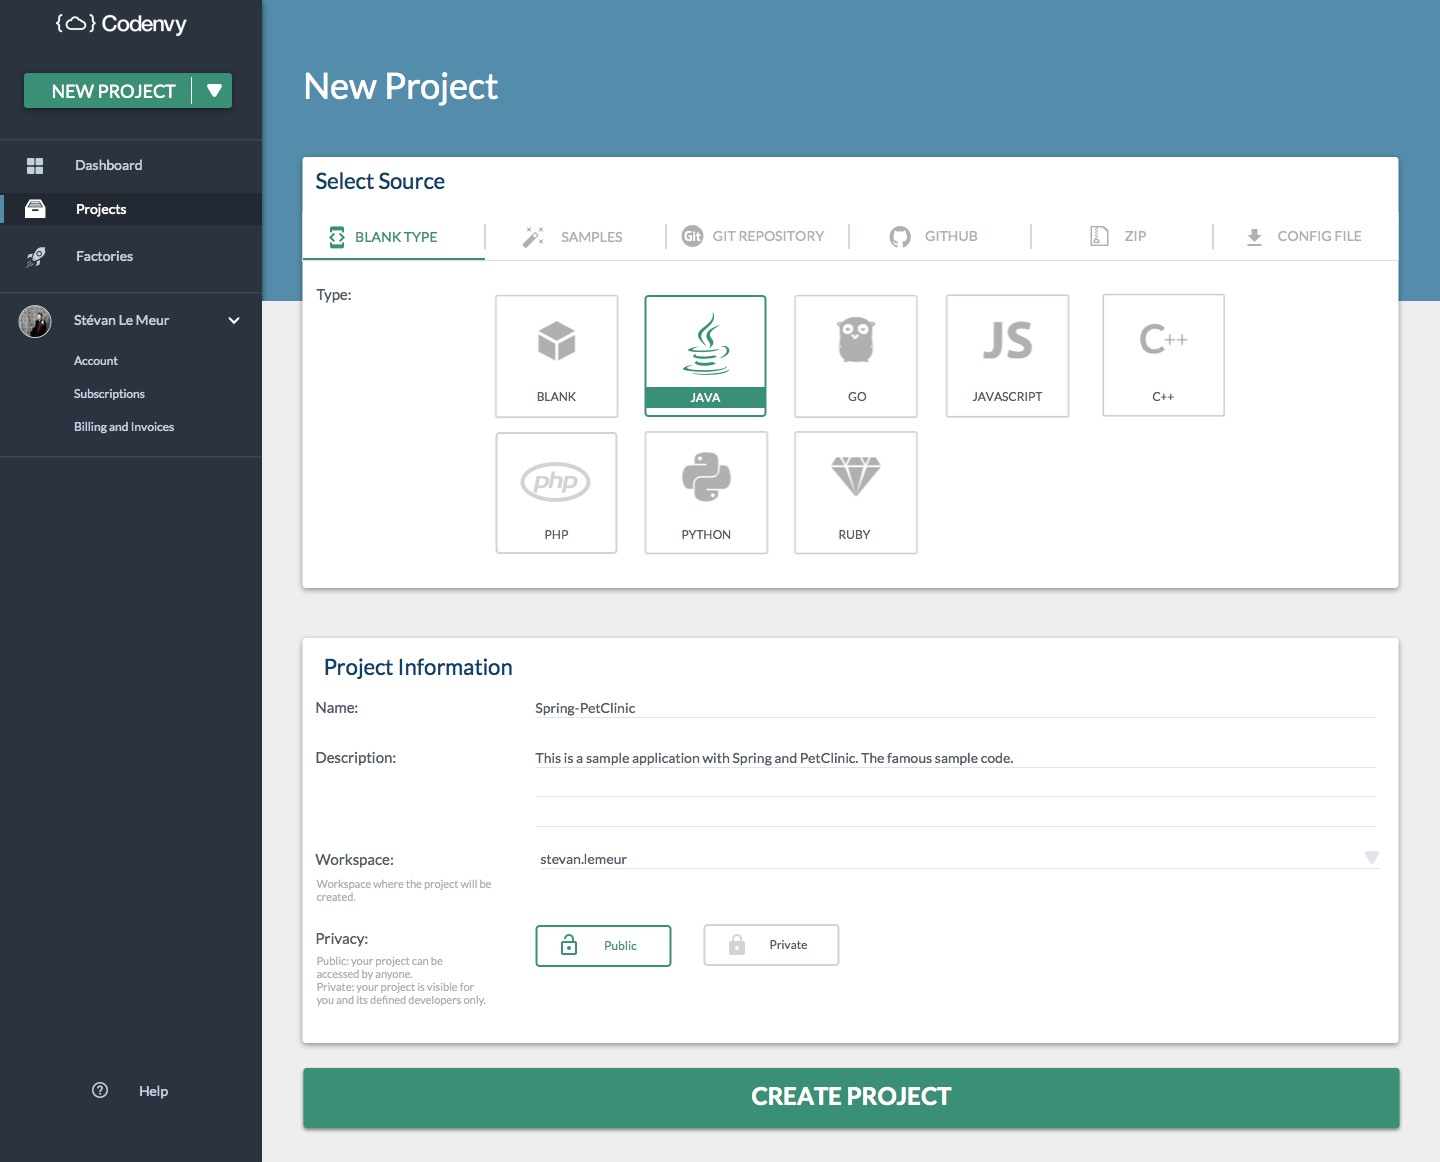 { } Codenvy
NEW PROJECT
Dashboard
Projects
Factories
Stévan Le Meur
Account
Subscriptions
Billing and Invoices
Help
New Project
Select Source
BLANK TYPE
SAMPLES
Git GIT REPOSITORY
GITHUB
ZIP
CONFIG FILE
Type:
BLANK
JAVA
GO
JS
JAVASCRIPT
C++
C++
php
PHP
PYTHON
RUBY
Project Information
Name:
Spring-PetClinic
Description:
This is a sample application with Spring and PetClinic. The famous sample code.
Workspace:
stevan.lemeur
Workspace where the project will be
created.
Privacy:
Public
Private
Public: your project can be
accessed by anyone.
Private: your project is visible for
you and its defined developers only.
CREATE PROJECT